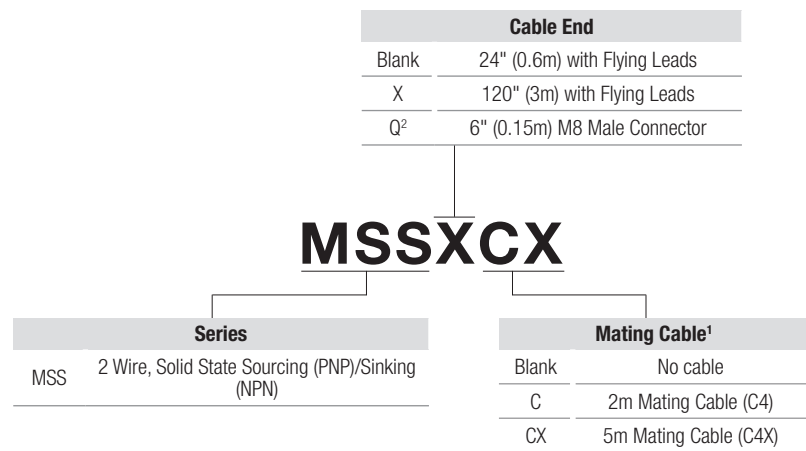 Cable End
Blank 24" (0.6m) with Flying Leads
X 120" (3m) with Flying Leads
Q² 6" (0.15m) M8 Male Connector
MSSXCX
Series
MSS 2 Wire, Solid State Sourcing (PNP)/Sinking
(NPN)
Mating Cable¹
Blank No cable
C 2m Mating Cable (C4)
CX 5m Mating Cable (C4X)